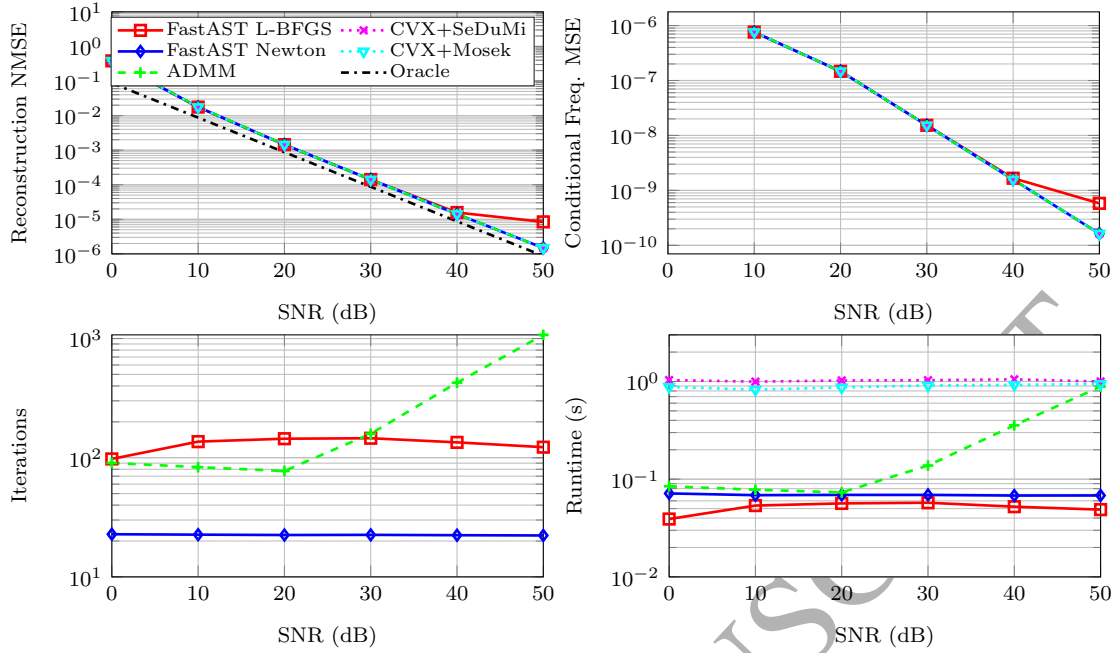 Reconstruction NMSE
10^1
10^0
10^-1
10^-2
10^-3
10^-4
10^-5
10^-6
FastAST L-BFGS
FastAST Newton
ADMM
CVX+SeDuMi
CVX+Mosek
Oracle
0 10 20 30 40 50
SNR (dB)
Conditional Freq. MSE
10^-6
10^-7
10^-8
10^-9
10^-10
0 10 20 30 40 50
SNR (dB)
Iterations
10^3
10^2
10^1
0 10 20 30 40 50
SNR (dB)
Runtime (s)
10^0
10^-1
10^-2
0 10 20 30 40 50
SNR (dB)